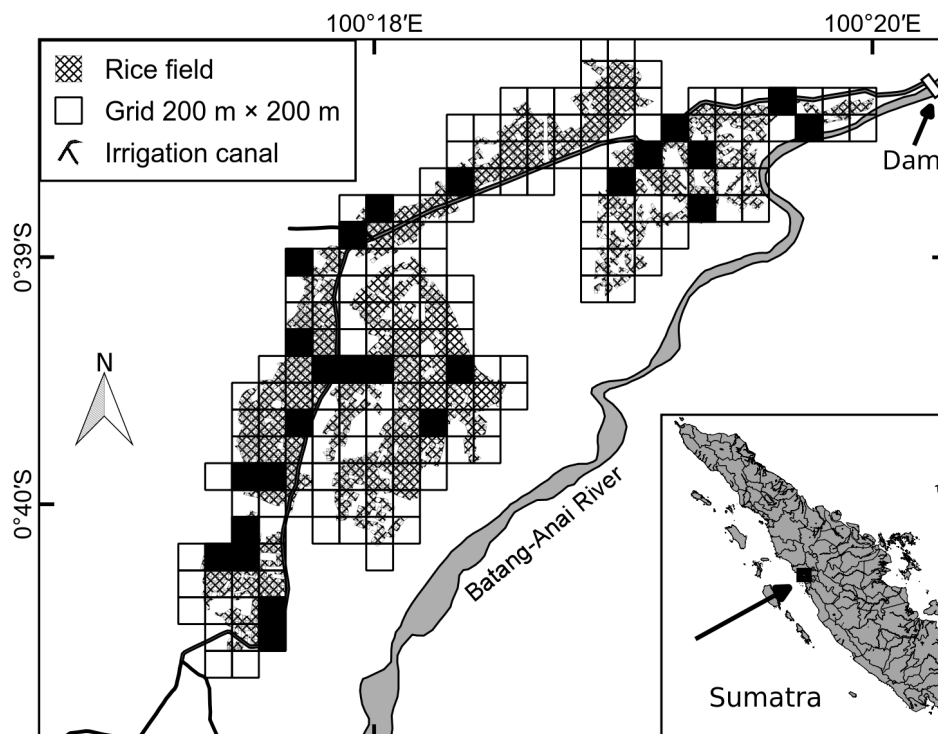 100°18′E
100°20′E
Rice field
Grid 200 m × 200 m
Irrigation canal
Dam
0°39′S
N
0°40′S
Batang-Anai River
Sumatra